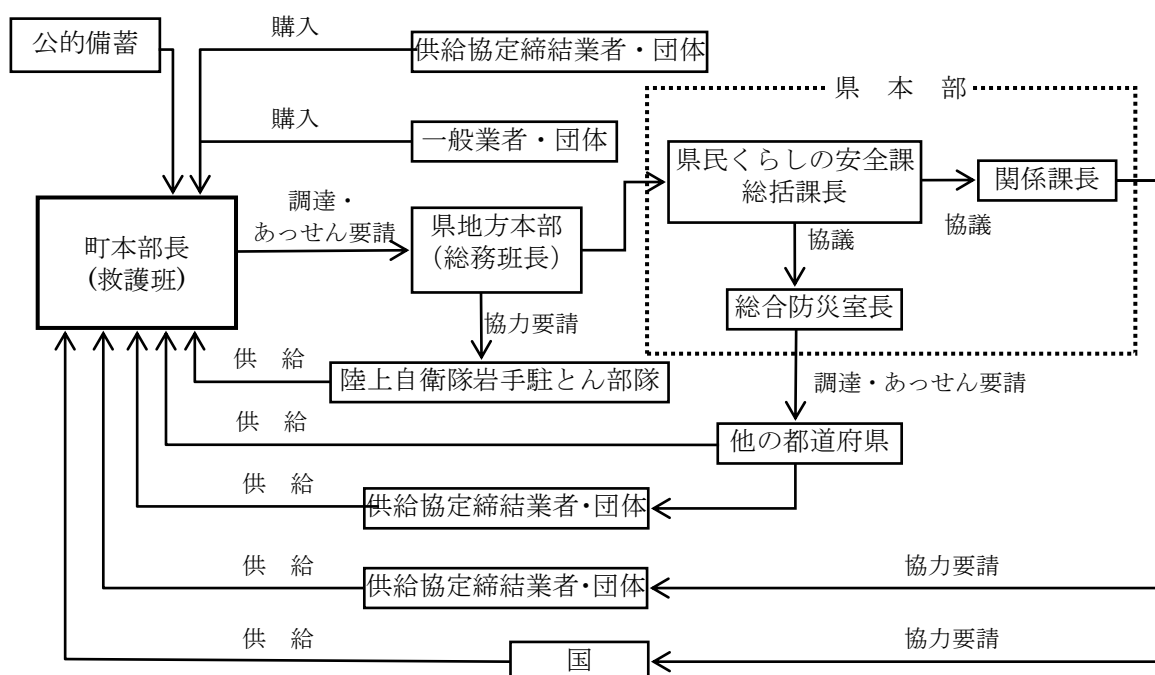 公的備蓄
購入
供給協定締結業者・団体
県 本 部
購入
一般業者・団体
県民くらしの安全課
総括課長
関係課長
調達・
あっせん要請
県地方本部
(総務班長)
町本部長
(救護班)
協議
協議
総合防災室長
協力要請
供 給
陸上自衛隊岩手駐とん部隊
調達・あっせん要請
供 給
他の都道府県
供 給
供給協定締結業者・団体
供 給
供給協定締結業者・団体
協力要請
供 給
国
協力要請